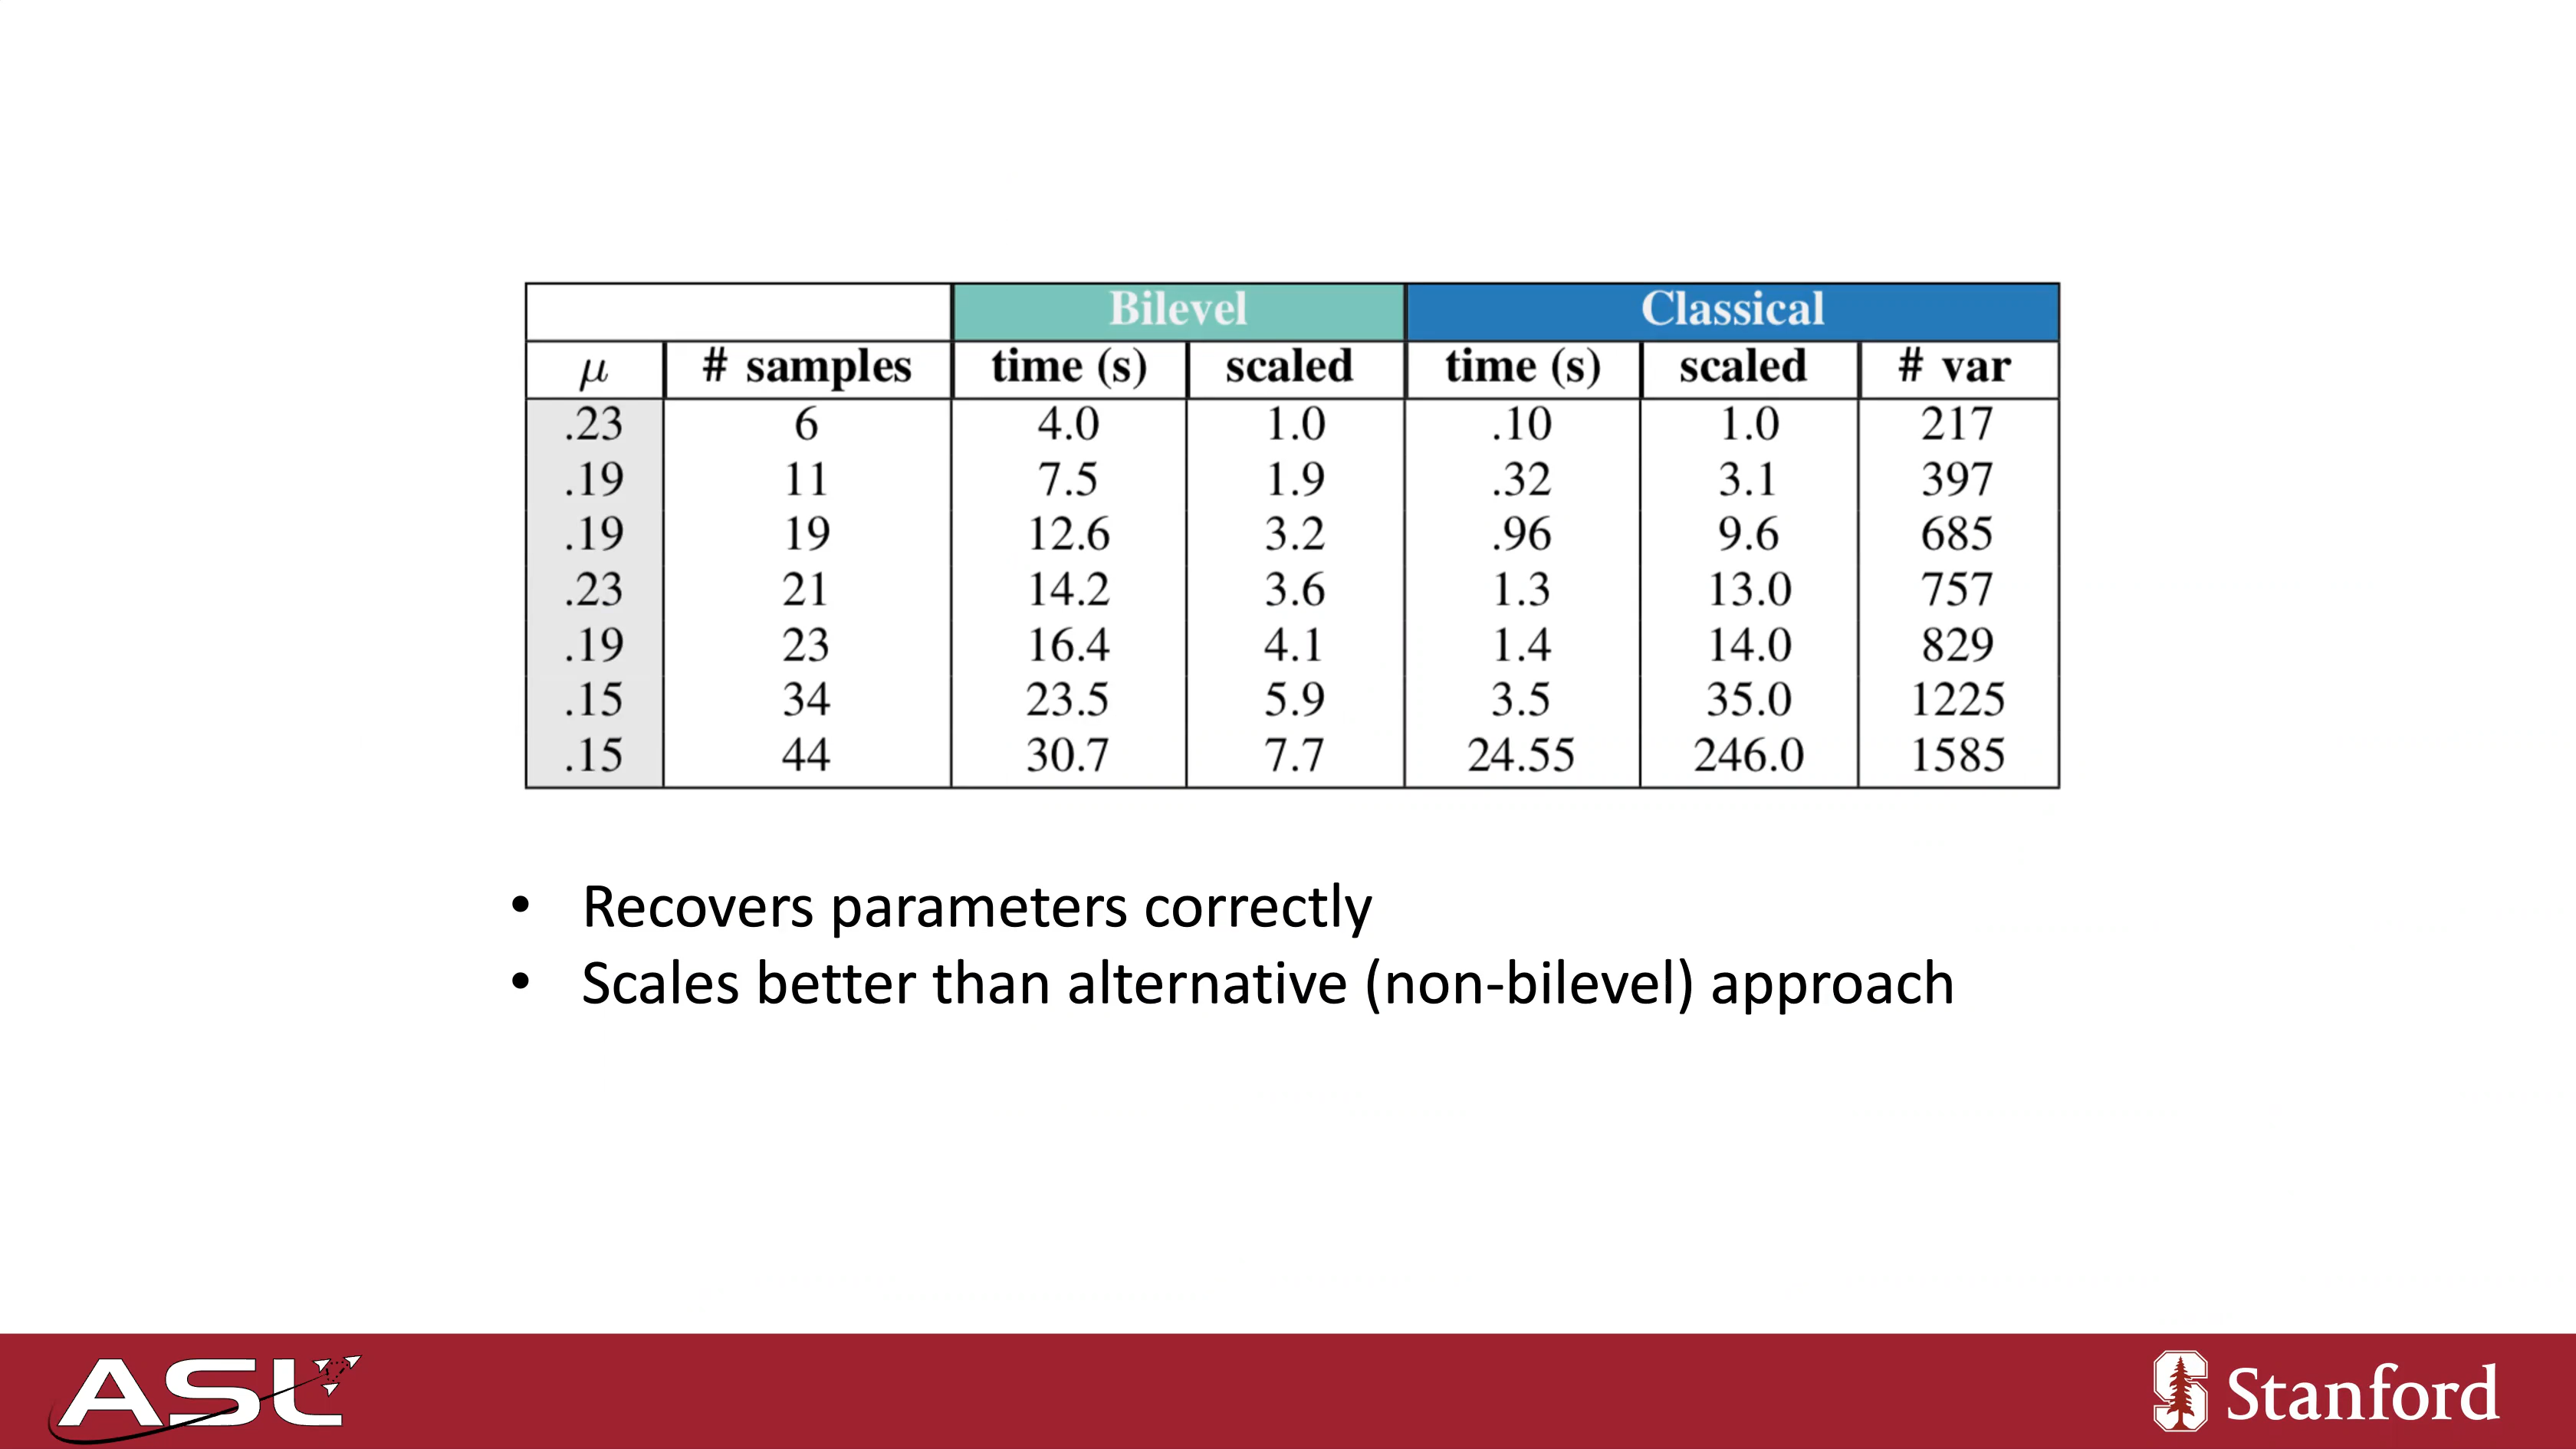 Bilevel Classical
μ # samples time (s) scaled time (s) scaled # var
.23 6 4.0 1.0 .10 1.0 217
.19 11 7.5 1.9 .32 3.1 397
.19 19 12.6 3.2 .96 9.6 685
.23 21 14.2 3.6 1.3 13.0 757
.19 23 16.4 4.1 1.4 14.0 829
.15 34 23.5 5.9 3.5 35.0 1225
.15 44 30.7 7.7 24.55 246.0 1585
• Recovers parameters correctly
• Scales better than alternative (non-bilevel) approach
ASL
Stanford